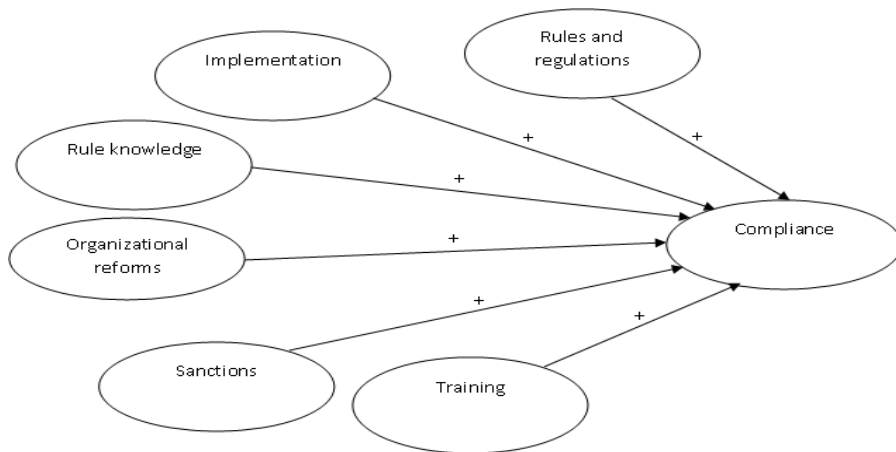 Rules and
regulations
Implementation
+
+
Rule knowledge
+
Compliance
Organizational
reforms
+
+
+
Sanctions
Training